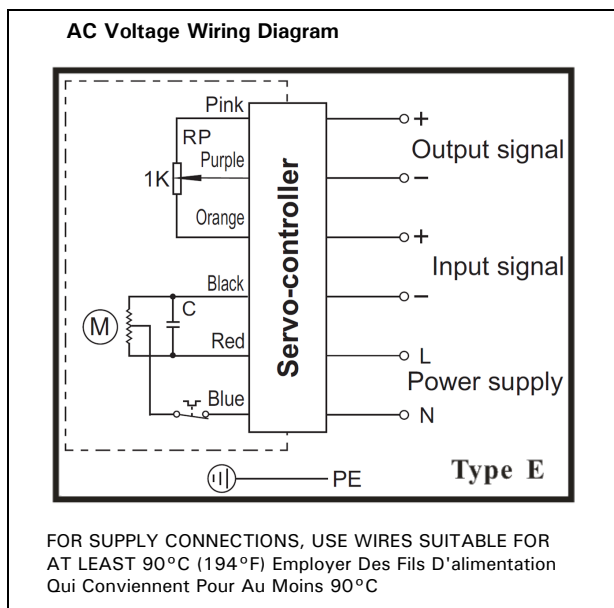 AC Voltage Wiring Diagram
Pink
RP
Purple
1K
Orange
Black
C
M
Red
Blue
Servo-controller
+
Output signal
−
+
Input signal
−
L
Power supply
N
PE
Type E
FOR SUPPLY CONNECTIONS, USE WIRES SUITABLE FOR
AT LEAST 90°C (194°F) Employer Des Fils D'alimentation
Qui Conviennent Pour Au Moins 90°C